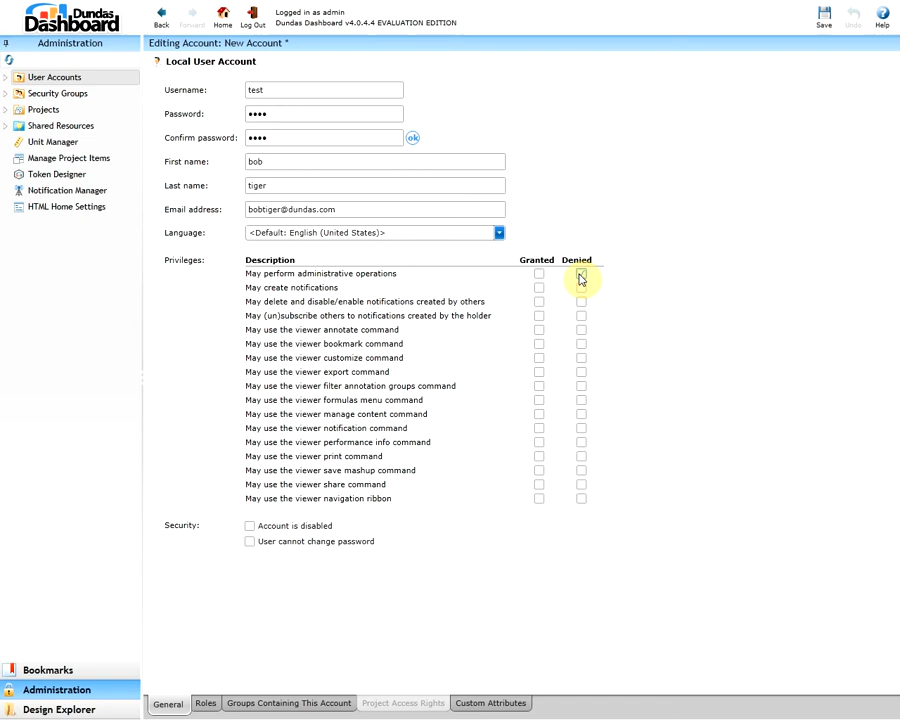 Dundas
Dashboard
Back
Forward
Home
Log Out
Logged in as admin
Dundas Dashboard v4.0.4.4 EVALUATION EDITION
Save
Undo
Help
Administration
Editing Account: New Account *
User Accounts
Security Groups
Projects
Shared Resources
Unit Manager
Manage Project Items
Token Designer
Notification Manager
HTML Home Settings
Local User Account
Username: test
Password: ••••
Confirm password: •••• ok
First name: bob
Last name: tiger
Email address: bobtiger@dundas.com
Language: <Default: English (United States)>
Privileges: Description Granted Denied
May perform administrative operations
May create notifications
May delete and disable/enable notifications created by others
May (un)subscribe others to notifications created by the holder
May use the viewer annotate command
May use the viewer bookmark command
May use the viewer customize command
May use the viewer export command
May use the viewer filter annotation groups command
May use the viewer formulas menu command
May use the viewer manage content command
May use the viewer notification command
May use the viewer performance info command
May use the viewer print command
May use the viewer save mashup command
May use the viewer share command
May use the viewer navigation ribbon
Security: Account is disabled
User cannot change password
Bookmarks
Administration
Design Explorer
General Roles Groups Containing This Account Project Access Rights Custom Attributes